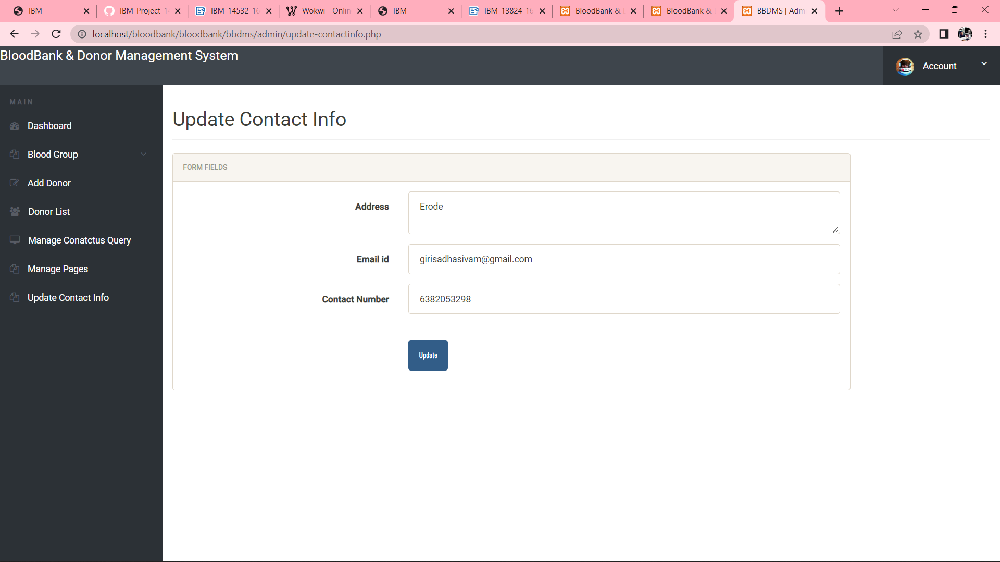 IBM
IBM-Project-1
IBM-14532-16
Wokwi - Onlin
IBM
IBM-13824-16
BloodBank &
BloodBank &
BBDMS | Adm
localhost/bloodbank/bloodbank/bbdms/admin/update-contactinfo.php
BloodBank & Donor Management System
Account
MAIN
Dashboard
Blood Group
Add Donor
Donor List
Manage Conatctus Query
Manage Pages
Update Contact Info
Update Contact Info
FORM FIELDS
Address
Erode
Email id
girisadhasivam@gmail.com
Contact Number
6382053298
Update